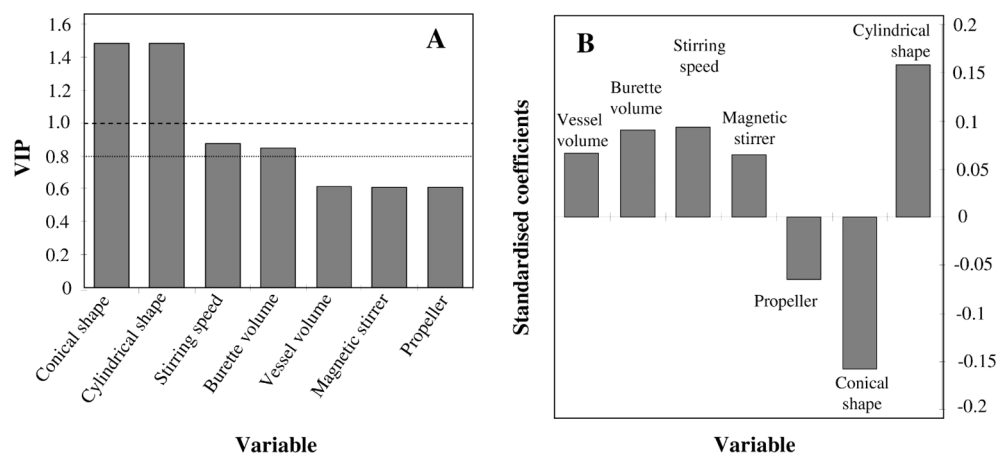 A
1.6
1.4
1.2
1.0
0.8
0.6
0.4
0.2
0
VIP
Conical shape
Cylindrical shape
Stirring speed
Burette volume
Vessel volume
Magnetic stirrer
Propeller
Variable
B
Standardised coefficients
Vessel
volume
Burette
volume
Stirring
speed
Magnetic
stirrer
Propeller
Conical
shape
Cylindrical
shape
0.2
0.15
0.1
0.05
0
-0.05
-0.1
-0.15
-0.2
Variable